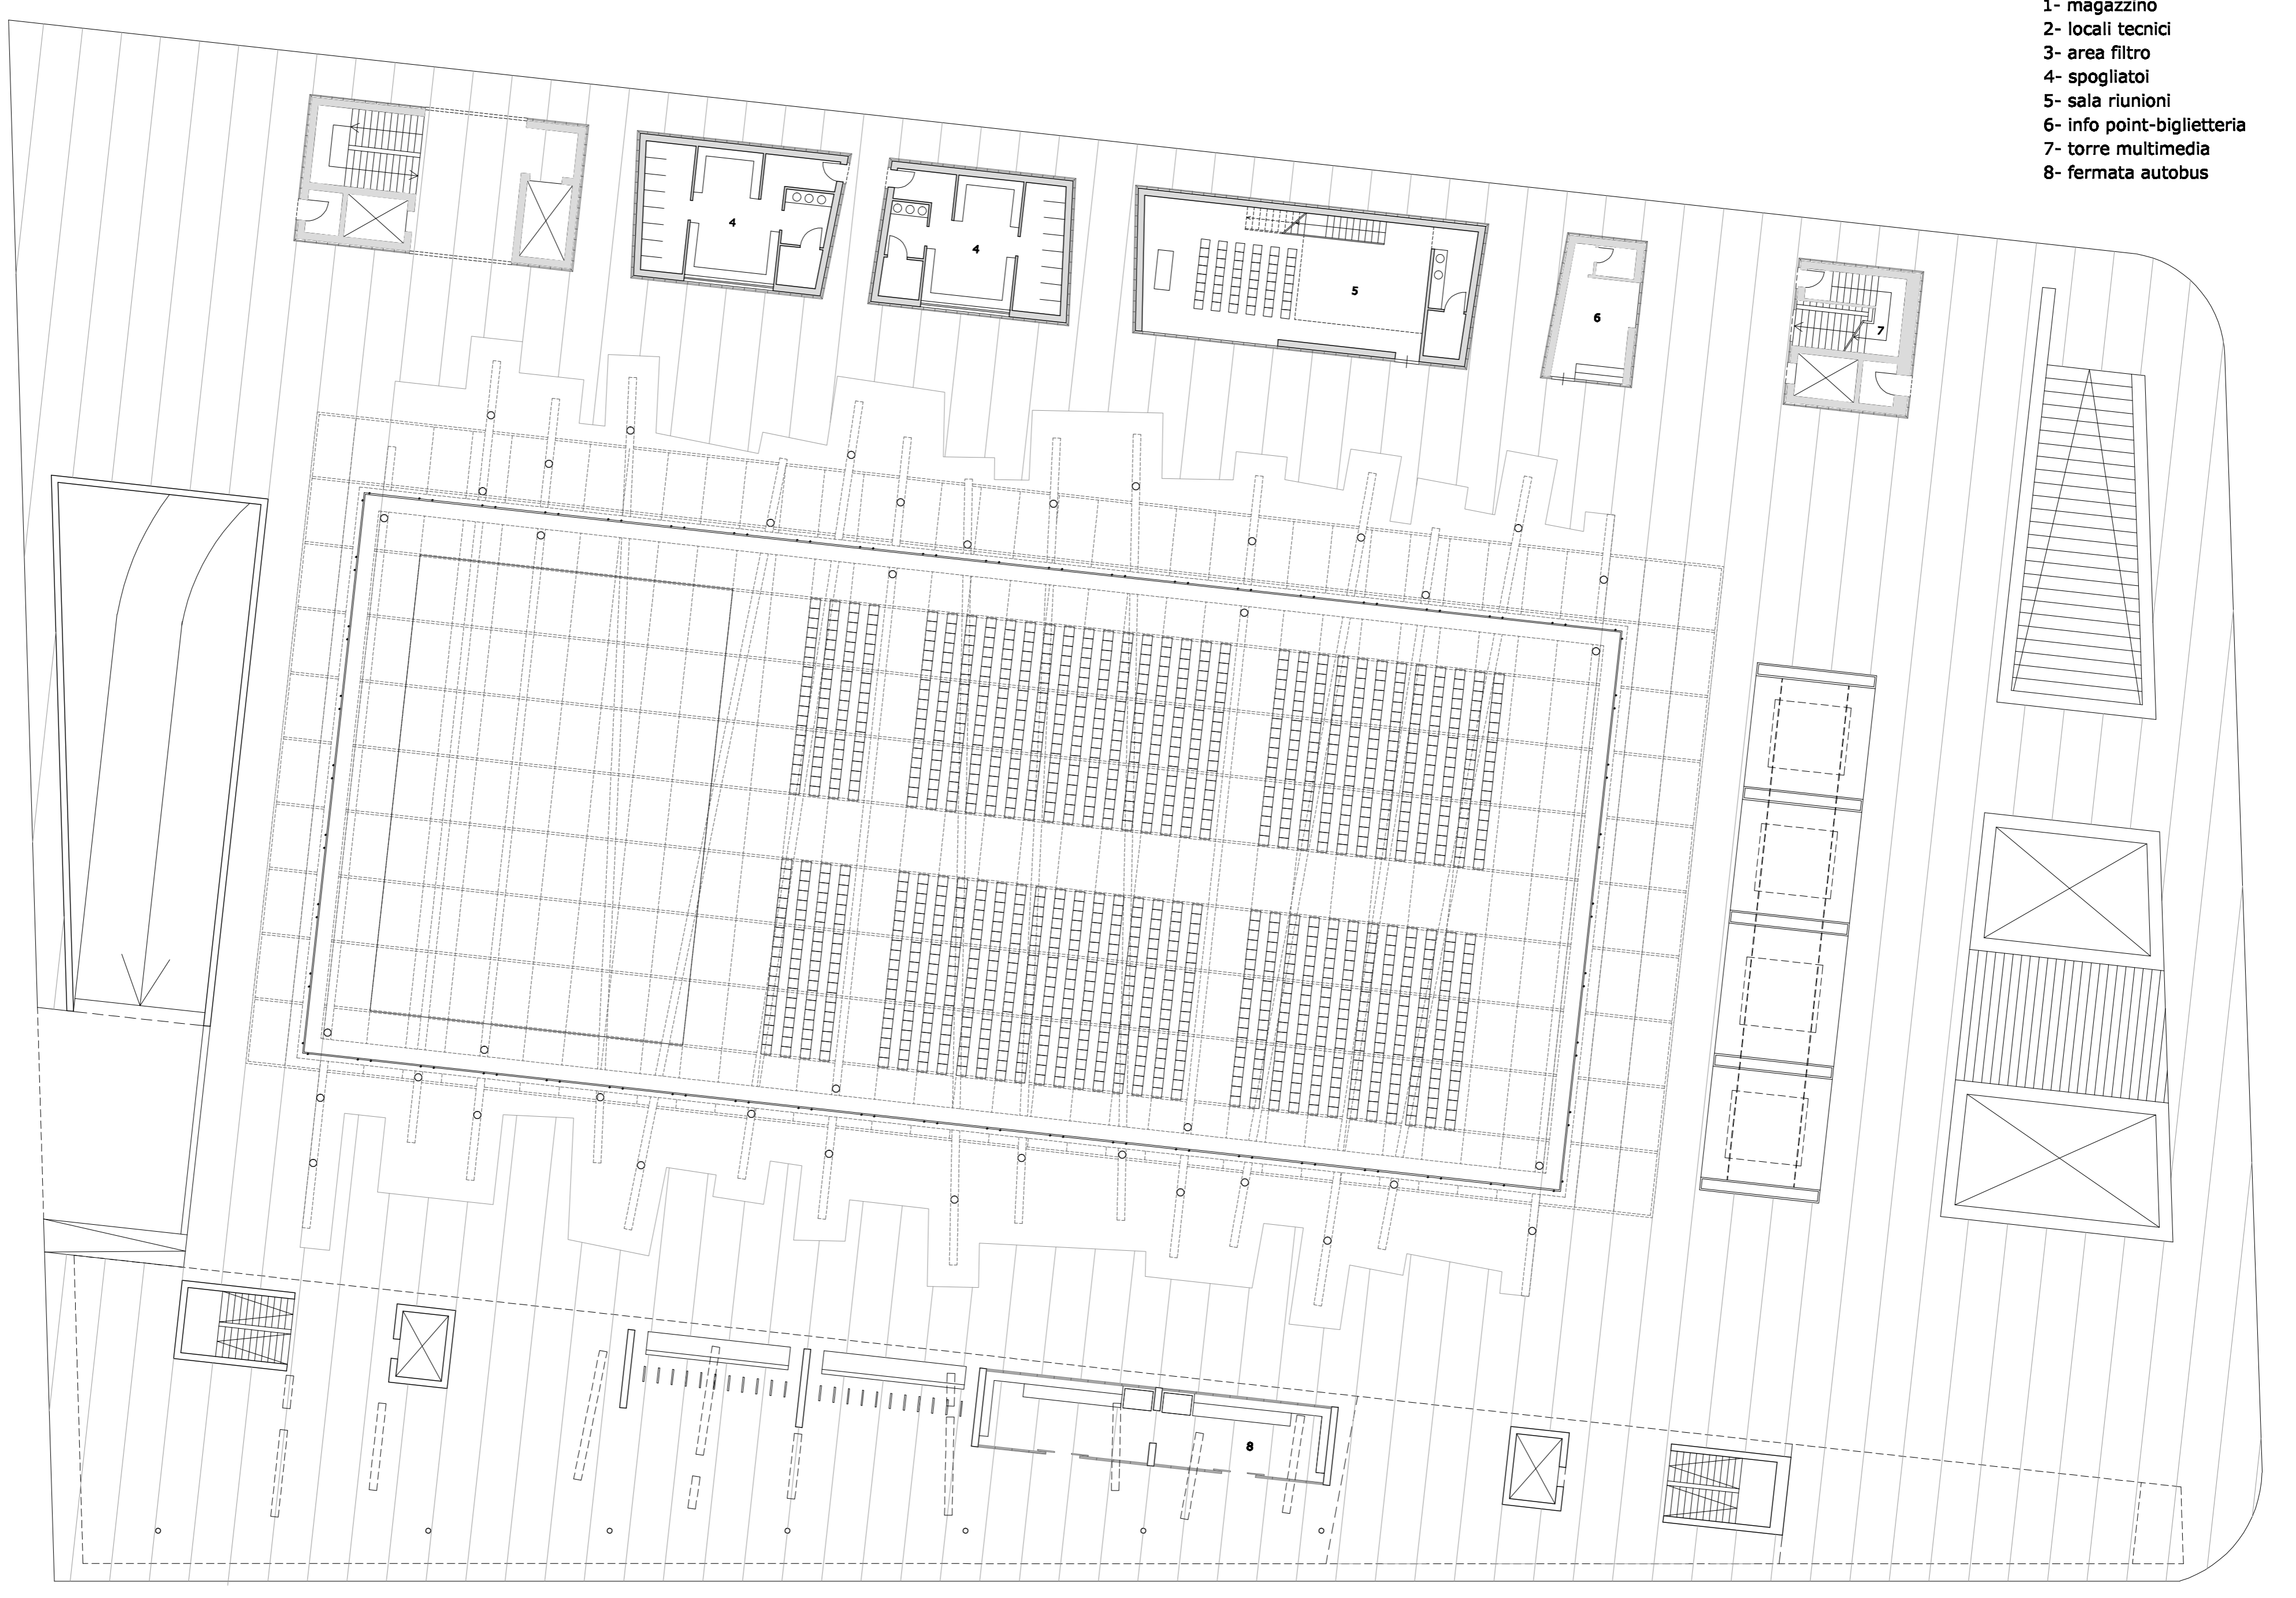 1- magazzino
2- locali tecnici
3- area filtro
4- spogliatoi
5- sala riunioni
6- info point-biglietteria
7- torre multimedia
8- fermata autobus
4
4
5
6
7
8